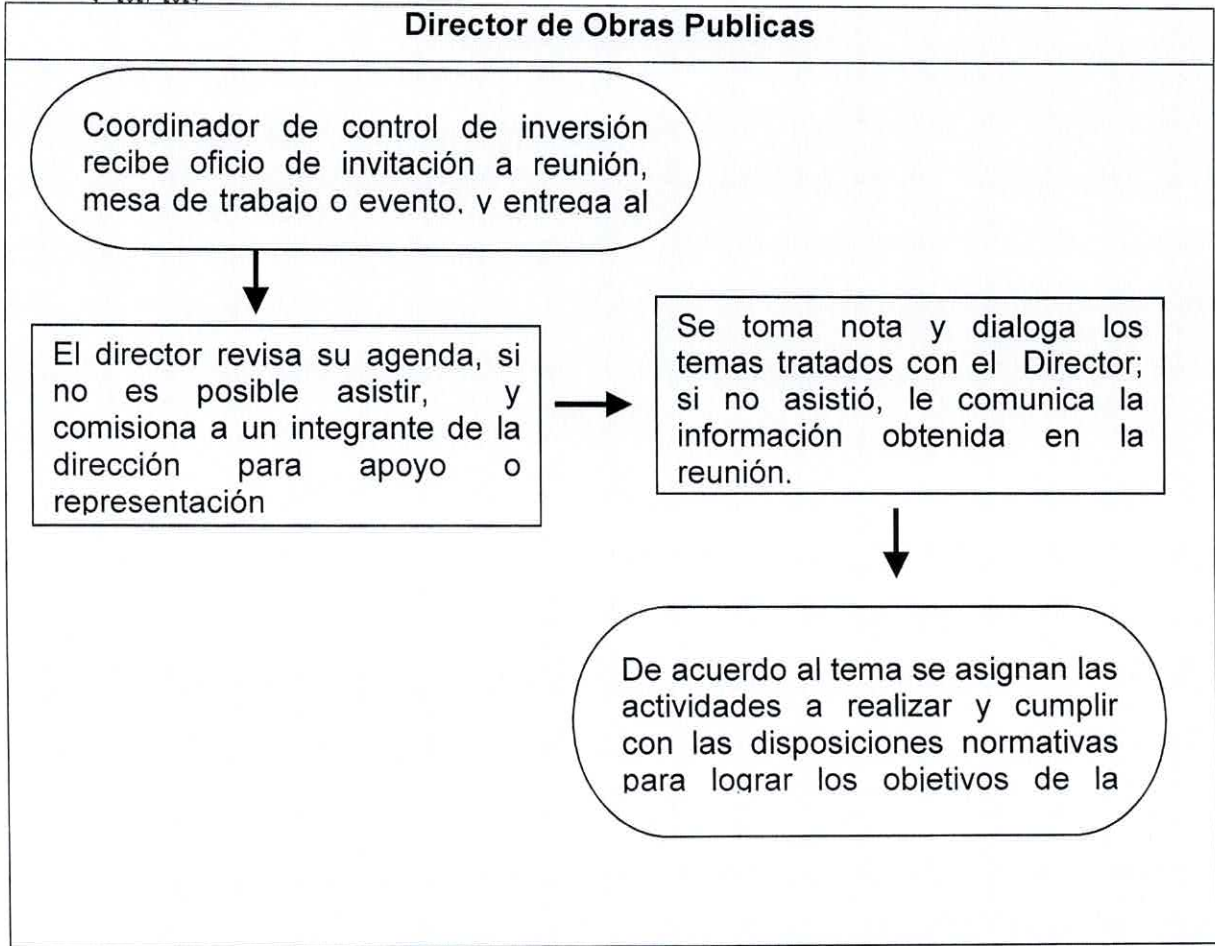 Director de Obras Publicas
Coordinador de control de inversión
recibe oficio de invitación a reunión,
mesa de trabajo o evento, y entrega al
El director revisa su agenda, si
no es posible asistir, y
comisiona a un integrante de la
dirección para apoyo o
representación
Se toma nota y dialoga los
temas tratados con el Director;
si no asistió, le comunica la
información obtenida en la
reunión.
De acuerdo al tema se asignan las
actividades a realizar y cumplir
con las disposiciones normativas
para lograr los objetivos de la